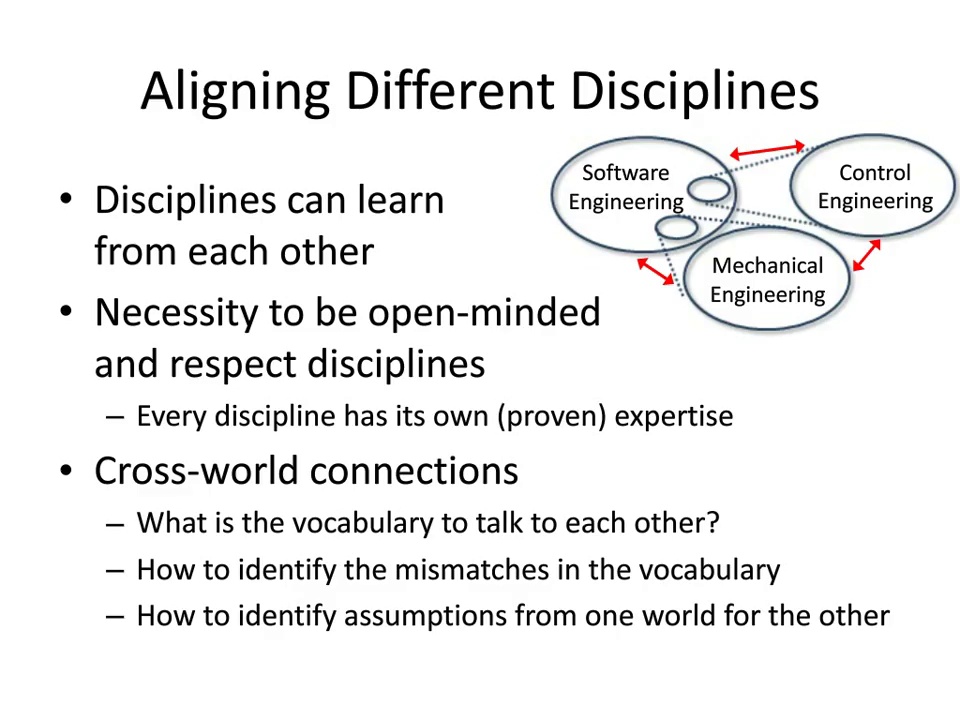 Aligning Different Disciplines
• Disciplines can learn
from each other
• Necessity to be open-minded
and respect disciplines
– Every discipline has its own (proven) expertise
• Cross-world connections
– What is the vocabulary to talk to each other?
– How to identify the mismatches in the vocabulary
– How to identify assumptions from one world for the other
Software
Engineering
Control
Engineering
Mechanical
Engineering